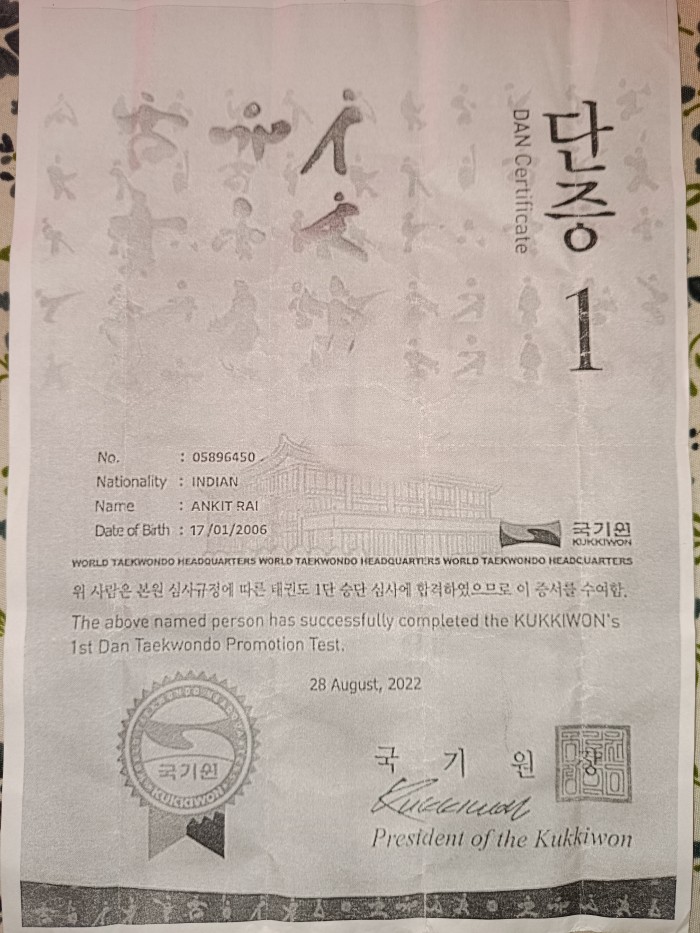 단증
DAN Certificate
1
No. : 05896450
Nationality : INDIAN
Name : ANKIT RAI
Date of Birth : 17/01/2006
국기원
KUKKIWON
WORLD TAEKWONDO HEADQUARTERS WORLD TAEKWONDO HEADQUARTERS WORLD TAEKWONDO HEADQUARTERS
위 사람은 본원 심사규정에 따른 태권도 1단 승단 심사에 합격하였으므로 이 증서를 수여함.
The above named person has successfully completed the KUKKIWON's
1st Dan Taekwondo Promotion Test.
28 August, 2022
국기원
KUKKIWON
국 기 원 장
Kukkiwon
President of the Kukkiwon